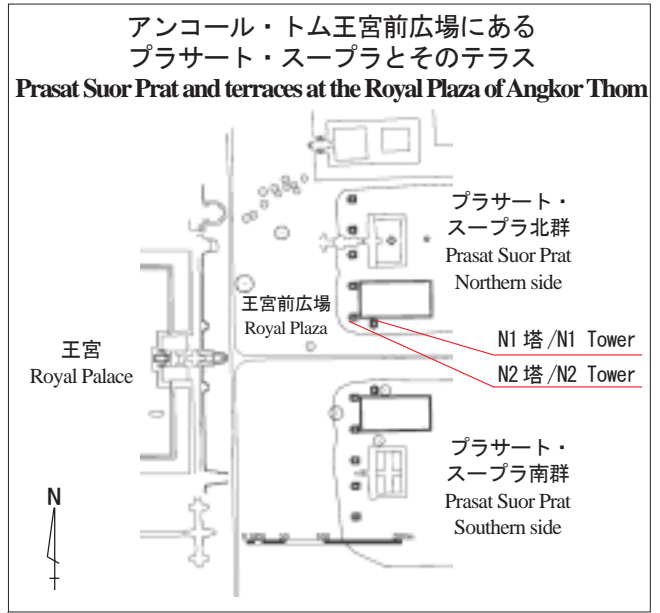 アンコール・トム王宮前広場にある
プラサート・スープラとそのテラス
Prasat Suor Prat and terraces at the Royal Plaza of Angkor Thom
プラサート・
スープラ北群
Prasat Suor Prat
Northern side
王宮前広場
Royal Plaza
N1 塔 /N1 Tower
王宮
Royal Palace
N2 塔 /N2 Tower
プラサート・
スープラ南群
Prasat Suor Prat
Southern side
N